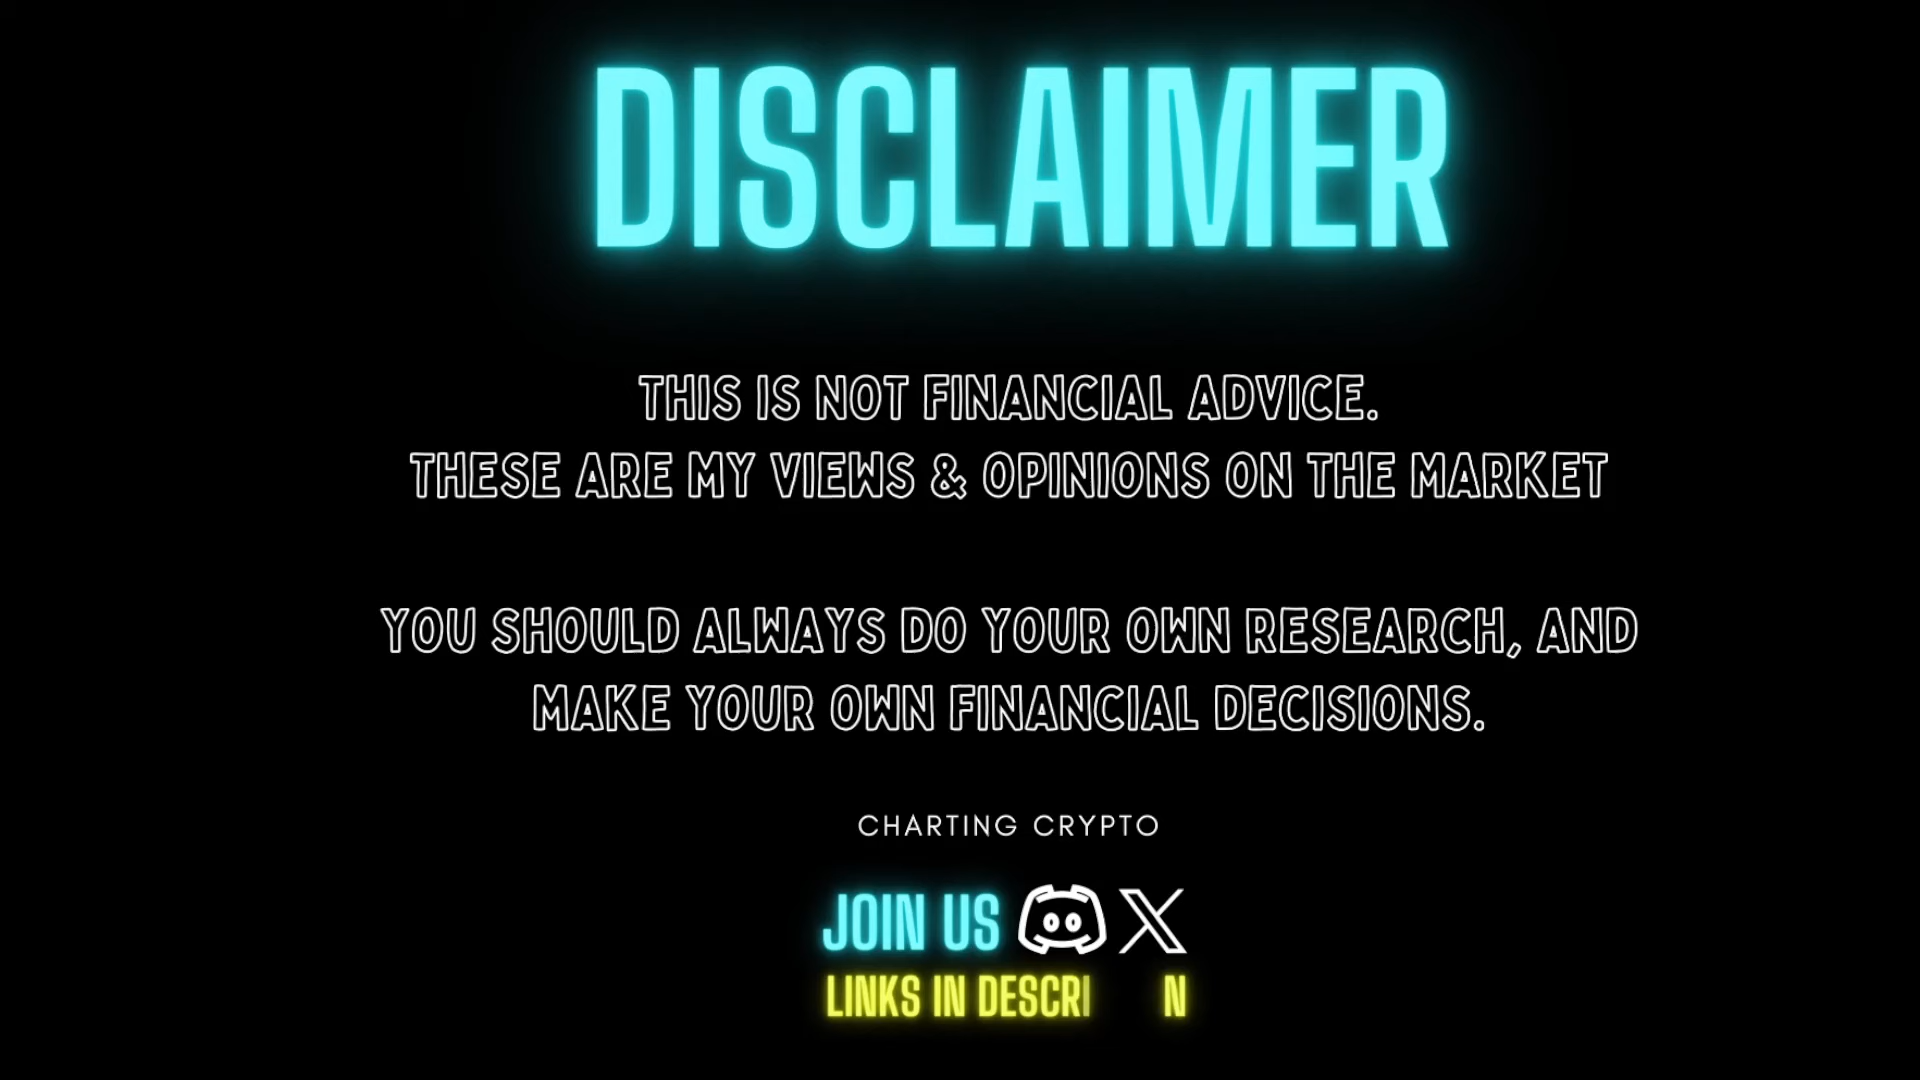 DISCLAIMER
THIS IS NOT FINANCIAL ADVICE.
THESE ARE MY VIEWS & OPINIONS ON THE MARKET
YOU SHOULD ALWAYS DO YOUR OWN RESEARCH, AND
MAKE YOUR OWN FINANCIAL DECISIONS.
CHARTING CRYPTO
JOIN US
LINKS IN DESCRI N